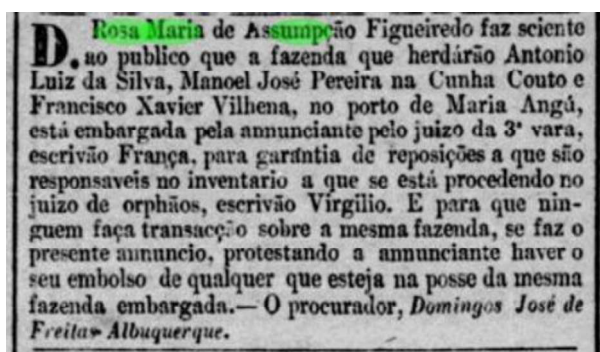 D. Rosa Maria de Assumpção Figueiredo faz sciente
ao publico que a fazenda que herdárão Antonio
Luiz da Silva, Manoel José Pereira na Cunha Couto e
Francisco Xavier Vilhena, no porto de Maria Angú,
está embargada pela annunciante pelo juizo da 3ª vara,
escrivão França, para garantia de reposições a que são
responsaveis no inventario a que se está procedendo no
juizo de orphãos, escrivão Virgilio. E para que nin-
guem faça transacção sobre a mesma fazenda, se faz o
presente annuncio, protestando a annunciante haver o
seu embolso de qualquer que esteja na posse da mesma
fazenda embargada.— O procurador, Domingos José de
Freitas Albuquerque.